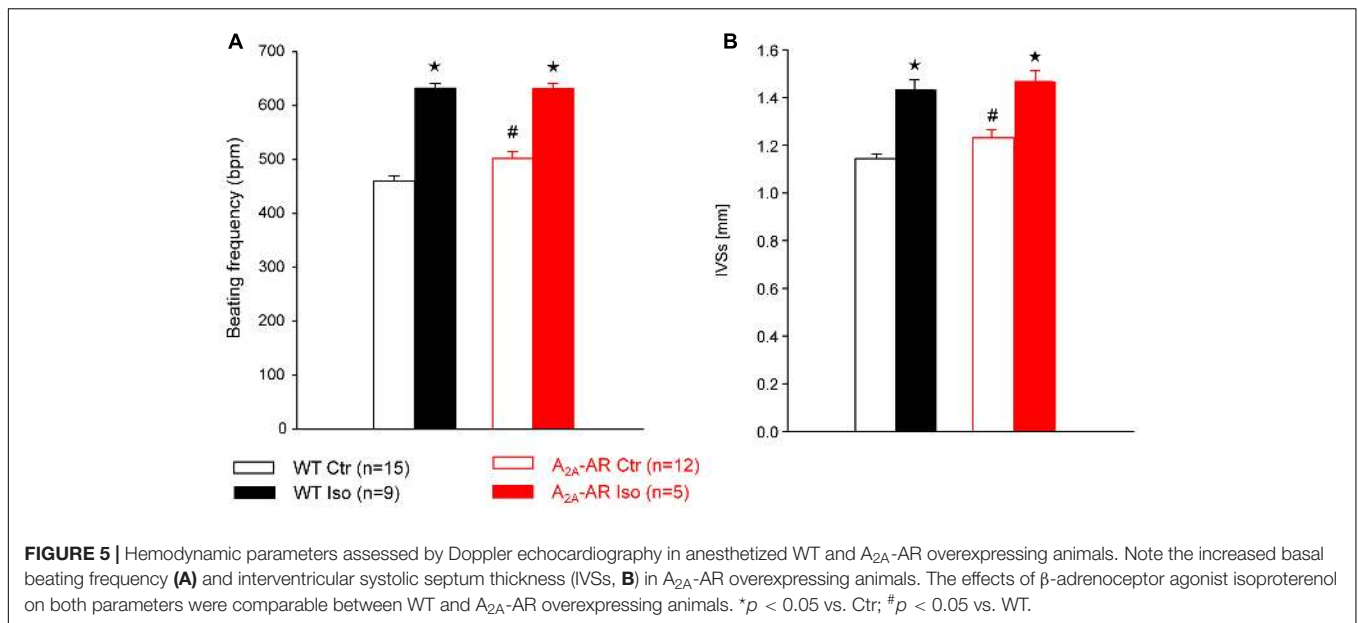 A
B
Beating frequency (bpm)
700
600
500
400
300
200
100
0
★
#
★
IVSs [mm]
1.6
1.4
1.2
1.0
0.8
0.6
0.4
0.2
0.0
★
#
★
WT Ctr (n=15)
WT Iso (n=9)
A2A-AR Ctr (n=12)
A2A-AR Iso (n=5)
FIGURE 5 | Hemodynamic parameters assessed by Doppler echocardiography in anesthetized WT and A2A-AR overexpressing animals. Note the increased basal
beating frequency (A) and interventricular systolic septum thickness (IVSs, B) in A2A-AR overexpressing animals. The effects of β-adrenoceptor agonist isoproterenol
on both parameters were comparable between WT and A2A-AR overexpressing animals. *p < 0.05 vs. Ctr; #p < 0.05 vs. WT.